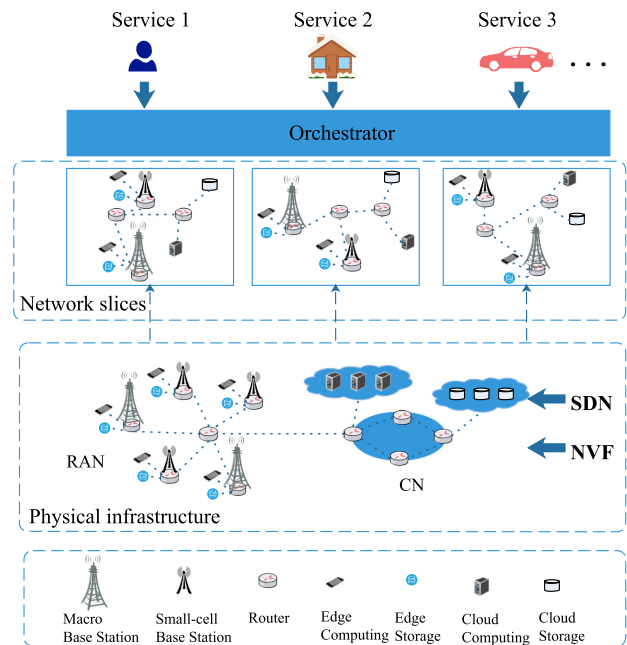 Service 1
Service 2
Service 3
...
Orchestrator
Network slices
SDN
RAN
NVF
CN
Physical infrastructure
Macro
Base Station
Small-cell
Base Station
Router
Edge
Computing
Edge
Storage
Cloud
Computing
Cloud
Storage